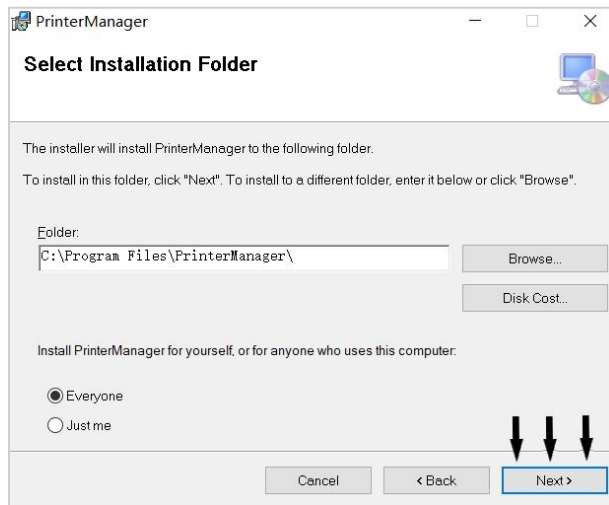 PrinterManager
Select Installation Folder
The installer will install PrinterManager to the following folder.
To install in this folder, click "Next". To install to a different folder, enter it below or click "Browse".
Folder:
C:\Program Files\PrinterManager\
Browse...
Disk Cost...
Install PrinterManager for yourself, or for anyone who uses this computer:
Everyone
Just me
Cancel
< Back
Next >